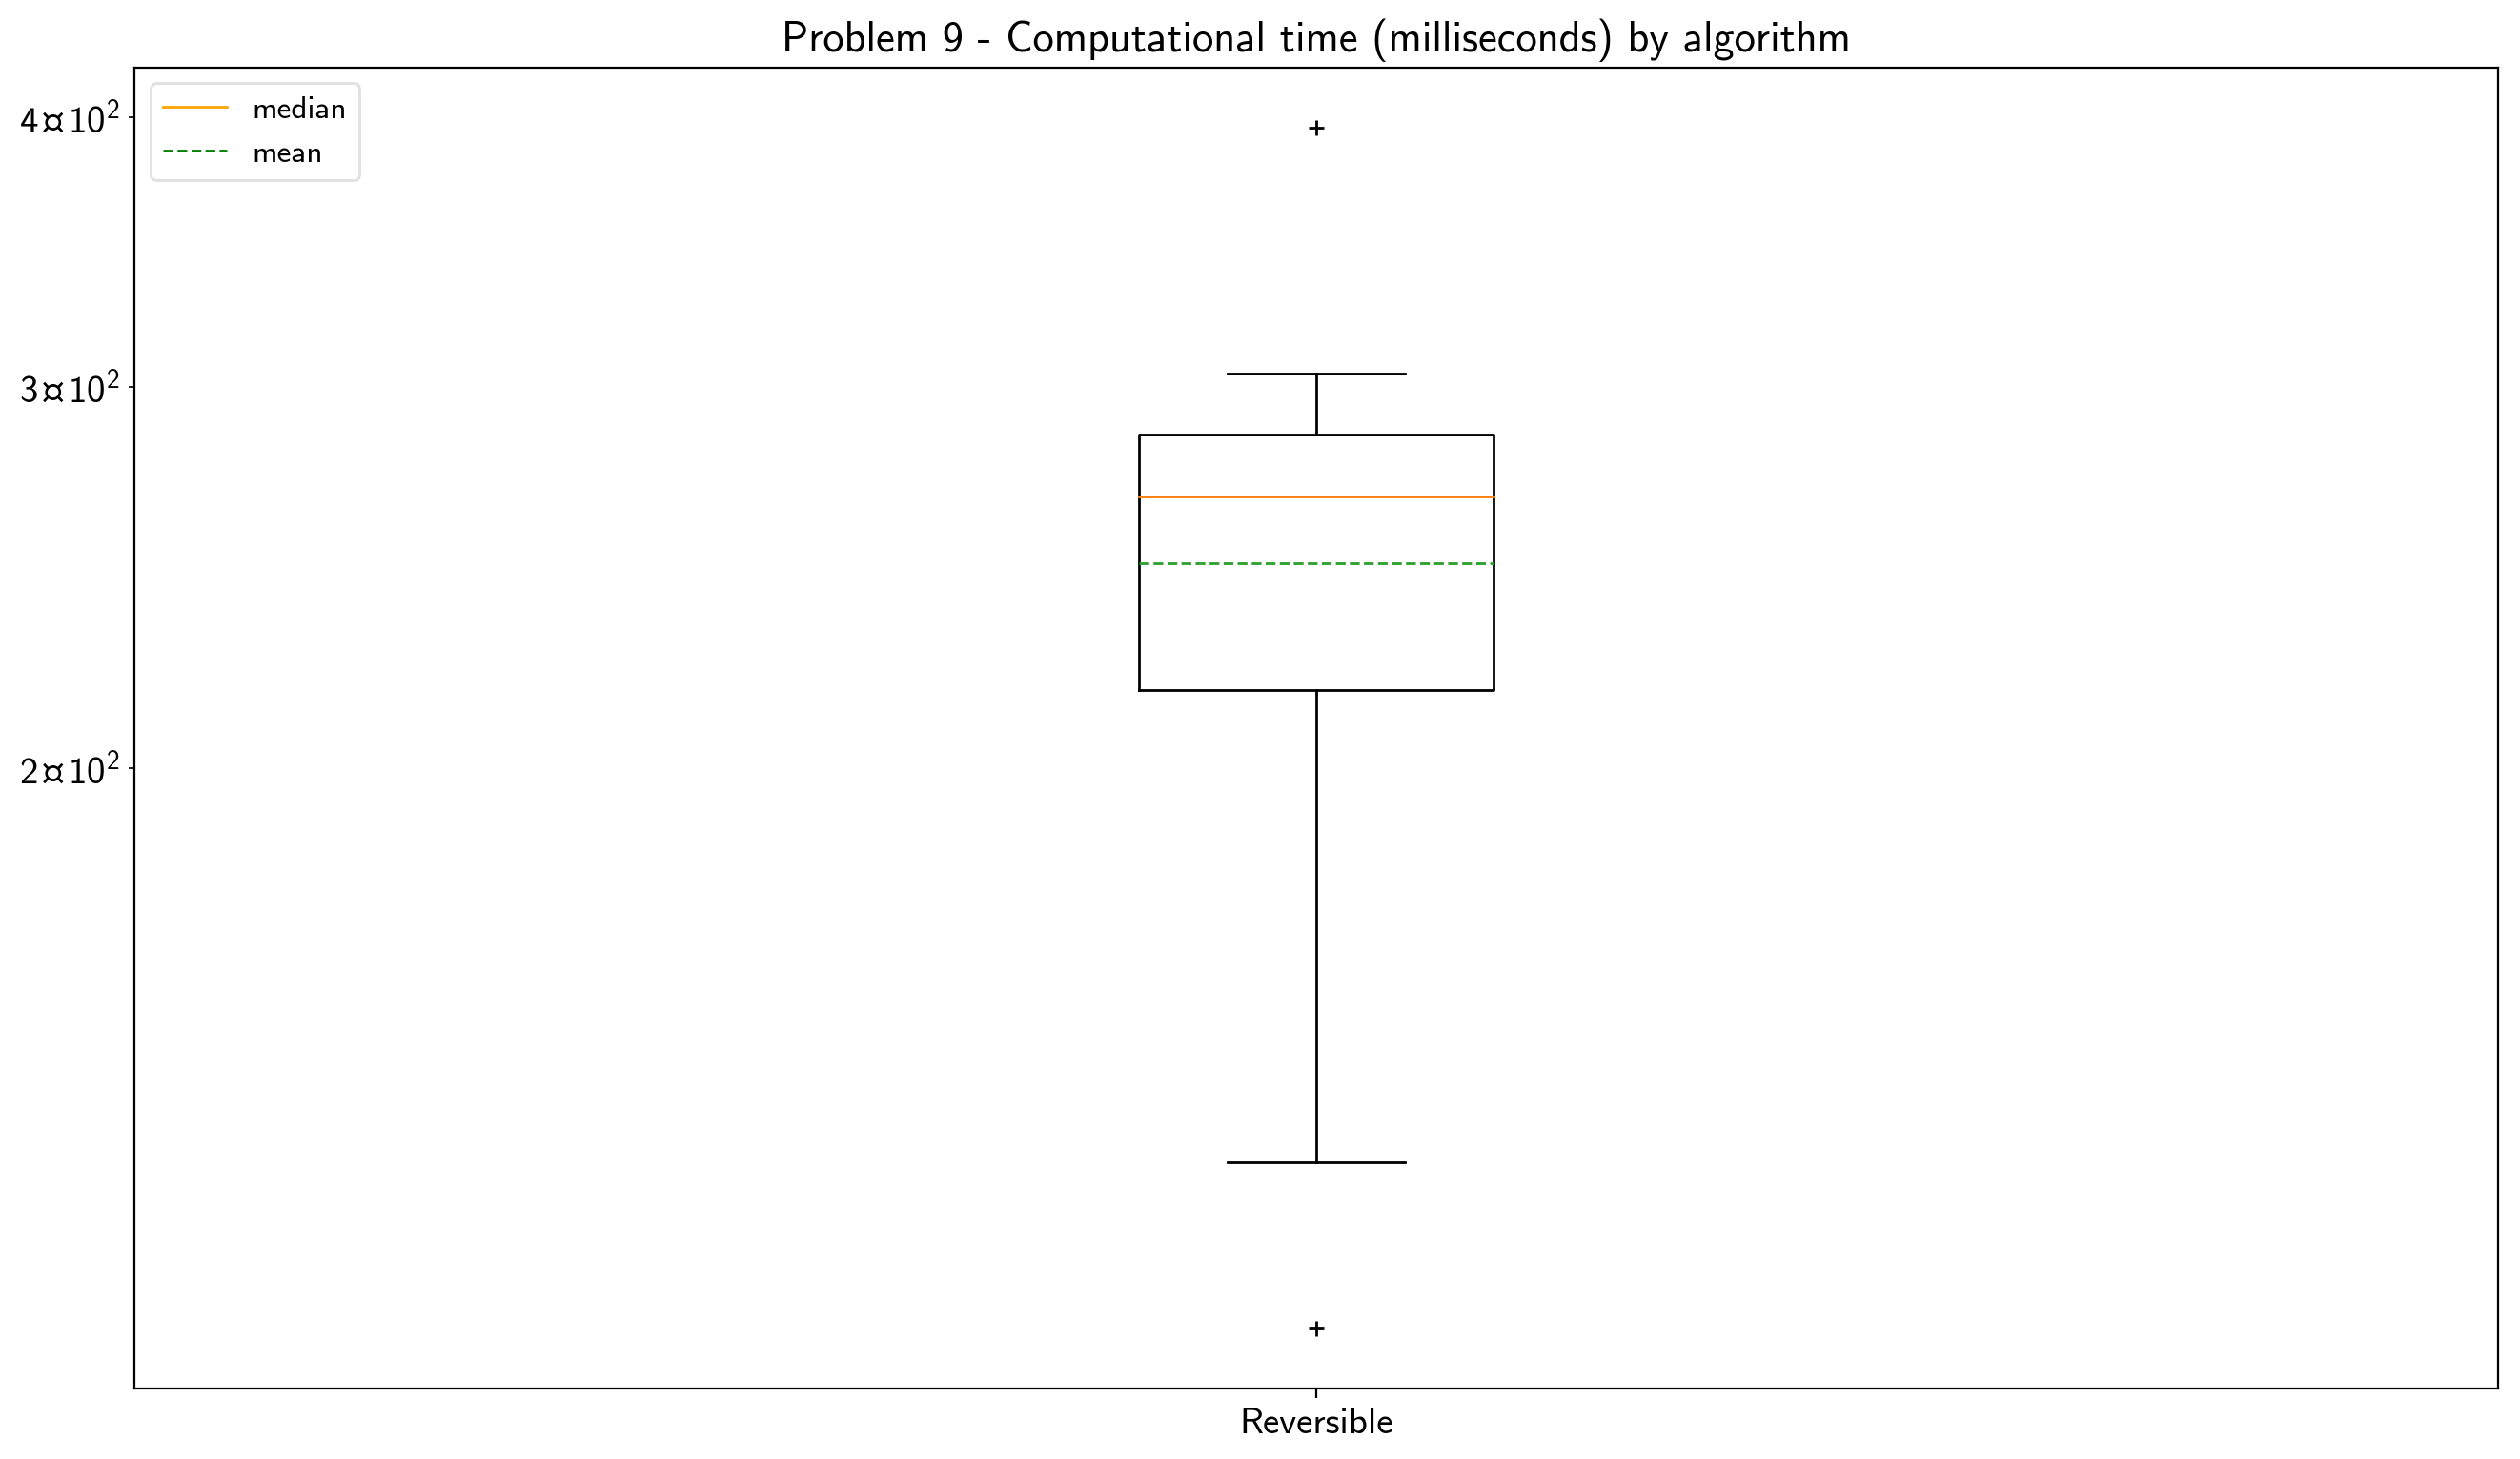 Problem 9 - Computational time (milliseconds) by algorithm
median
mean
4¤10²
3¤10²
2¤10²
Reversible